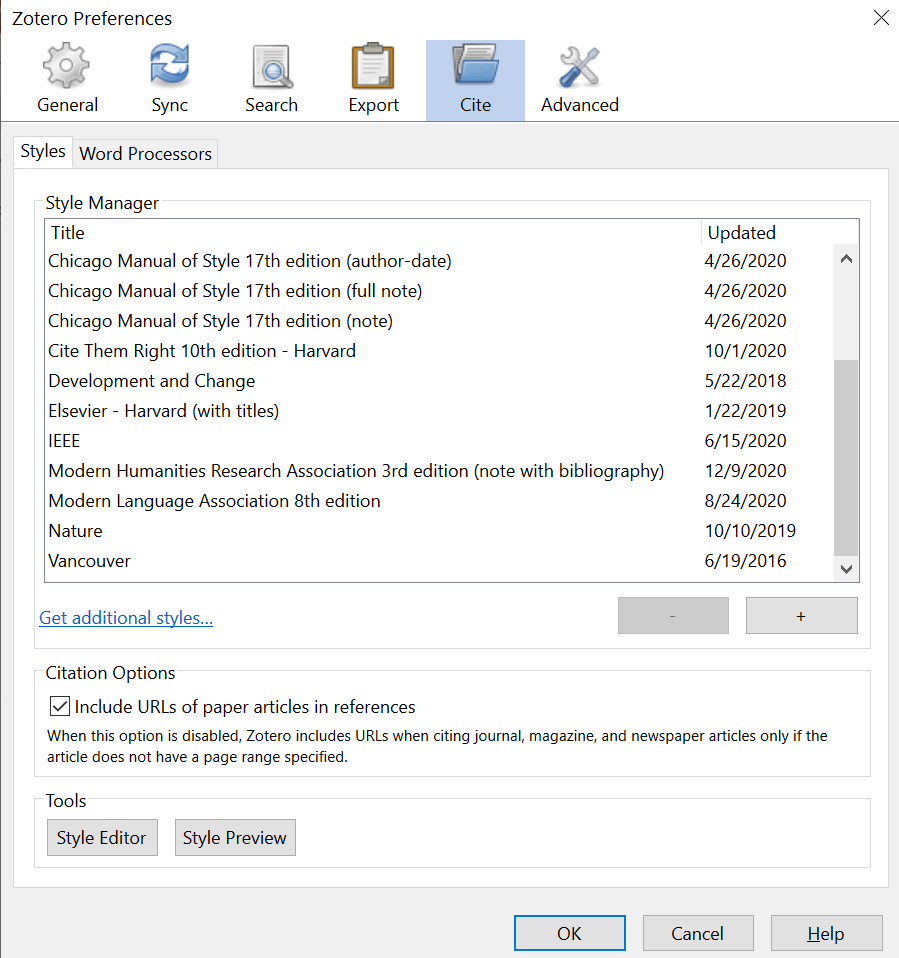 Zotero Preferences
General Sync Search Export Cite Advanced
Styles Word Processors
Style Manager
Title Updated
Chicago Manual of Style 17th edition (author-date) 4/26/2020
Chicago Manual of Style 17th edition (full note) 4/26/2020
Chicago Manual of Style 17th edition (note) 4/26/2020
Cite Them Right 10th edition - Harvard 10/1/2020
Development and Change 5/22/2018
Elsevier - Harvard (with titles) 1/22/2019
IEEE 6/15/2020
Modern Humanities Research Association 3rd edition (note with bibliography) 12/9/2020
Modern Language Association 8th edition 8/24/2020
Nature 10/10/2019
Vancouver 6/19/2016
Get additional styles... - +
Citation Options
Include URLs of paper articles in references
When this option is disabled, Zotero includes URLs when citing journal, magazine, and newspaper articles only if the
article does not have a page range specified.
Tools
Style Editor Style Preview
OK Cancel Help